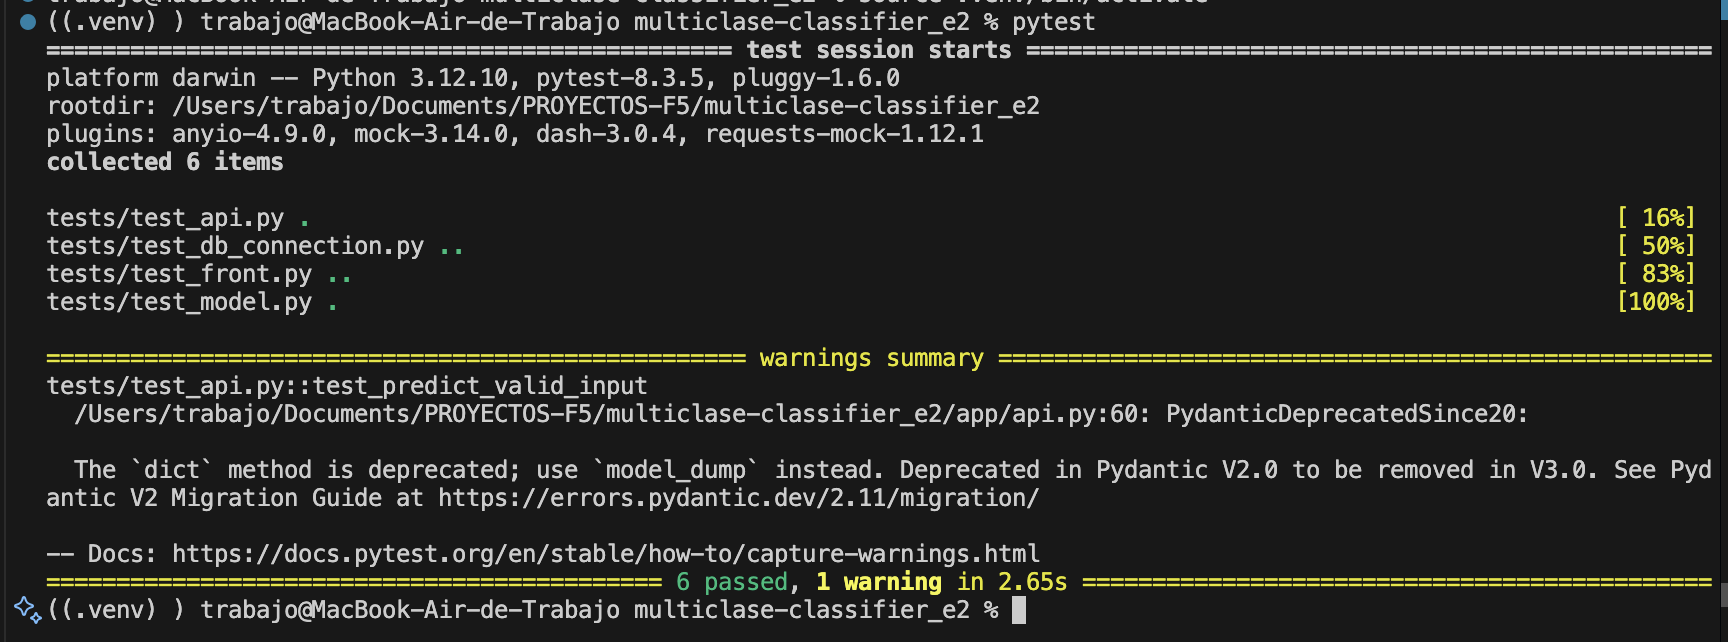 ((.venv) ) trabajo@MacBook-Air-de-Trabajo multiclase-classifier_e2 % pytest
================================================= test session starts =================================================
platform darwin -- Python 3.12.10, pytest-8.3.5, pluggy-1.6.0
rootdir: /Users/trabajo/Documents/PROYECTOS-F5/multiclase-classifier_e2
plugins: anyio-4.9.0, mock-3.14.0, dash-3.0.4, requests-mock-1.12.1
collected 6 items
tests/test_api.py . [ 16%]
tests/test_db_connection.py .. [ 50%]
tests/test_front.py .. [ 83%]
tests/test_model.py . [100%]
================================================== warnings summary ===================================================
tests/test_api.py::test_predict_valid_input
/Users/trabajo/Documents/PROYECTOS-F5/multiclase-classifier_e2/app/api.py:60: PydanticDeprecatedSince20:
The `dict` method is deprecated; use `model_dump` instead. Deprecated in Pydantic V2.0 to be removed in V3.0. See Pyd
antic V2 Migration Guide at https://errors.pydantic.dev/2.11/migration/
-- Docs: https://docs.pytest.org/en/stable/how-to/capture-warnings.html
============================================ 6 passed, 1 warning in 2.65s =============================================
((.venv) ) trabajo@MacBook-Air-de-Trabajo multiclase-classifier_e2 %